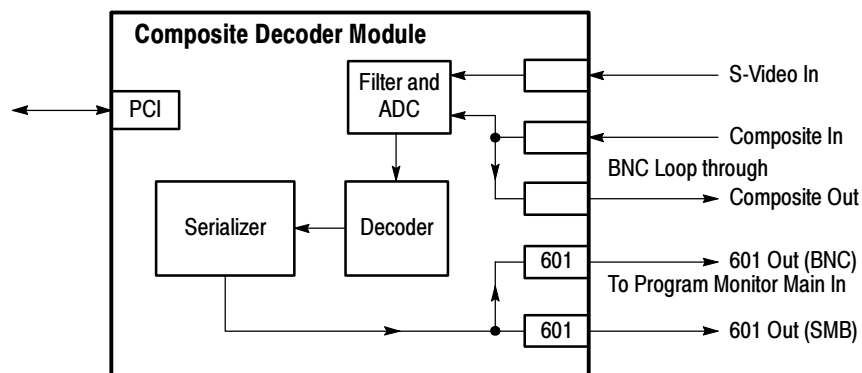 Composite Decoder Module
PCI
Filter and
ADC
S-Video In
Composite In
BNC Loop through
Composite Out
Serializer
Decoder
601
601 Out (BNC)
To Program Monitor Main In
601
601 Out (SMB)